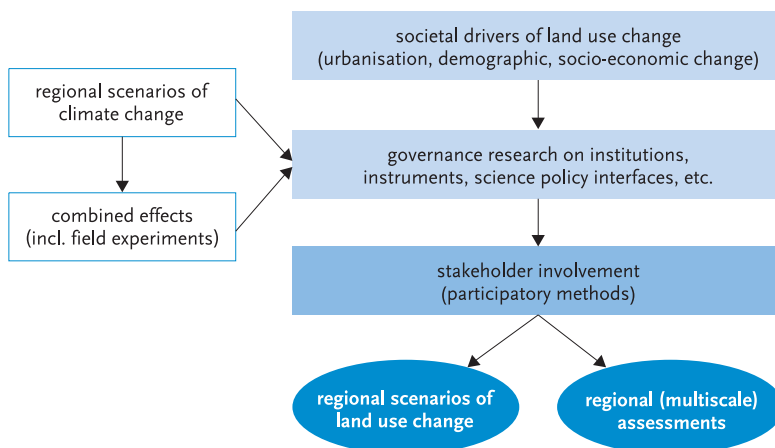 societal drivers of land use change
(urbanisation, demographic, socio-economic change)
regional scenarios of
climate change
governance research on institutions,
instruments, science policy interfaces, etc.
combined effects
(incl. field experiments)
stakeholder involvement
(participatory methods)
regional scenarios of
land use change
regional (multiscale)
assessments